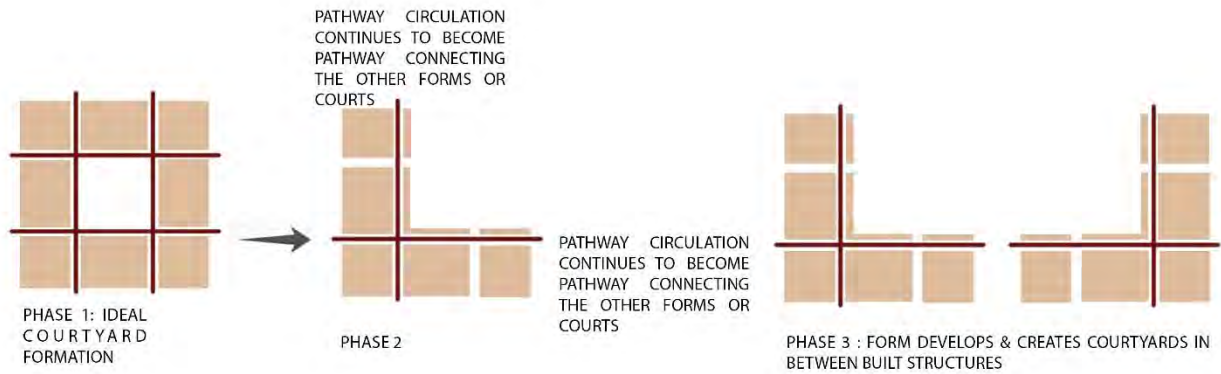 PATHWAY CIRCULATION
CONTINUES TO BECOME
PATHWAY CONNECTING
THE OTHER FORMS OR
COURTS
PHASE 1: IDEAL
COURTYARD
FORMATION
PHASE 2
PATHWAY CIRCULATION
CONTINUES TO BECOME
PATHWAY CONNECTING
THE OTHER FORMS OR
COURTS
PHASE 3 : FORM DEVELOPS & CREATES COURTYARDS IN
BETWEEN BUILT STRUCTURES